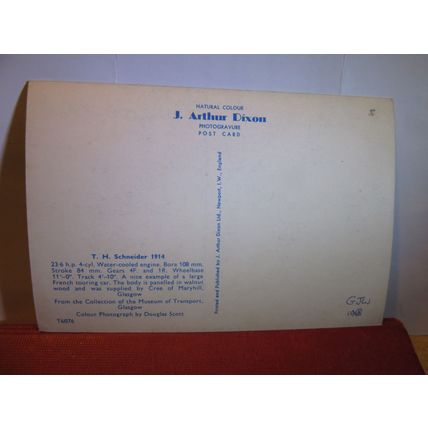 NATURAL COLOUR
J. Arthur Dixon
PHOTOGRAVURE
POST CARD
Printed and Published by J. Arthur Dixon Ltd., Newport, I.W., England
T. H. Schneider 1914
23·6 h.p. 4-cyl. Water-cooled engine. Bore 108 mm.
Stroke 84 mm. Gears 4F and 1R. Wheelbase
11'-0". Track 4'-10". A nice example of a large
French touring car. The body is panelled in walnut
wood and was supplied by Cree of Maryhill,
Glasgow
From the Collection of the Museum of Transport,
Glasgow
Colour Photograph by Douglas Scott
T6076
GJW